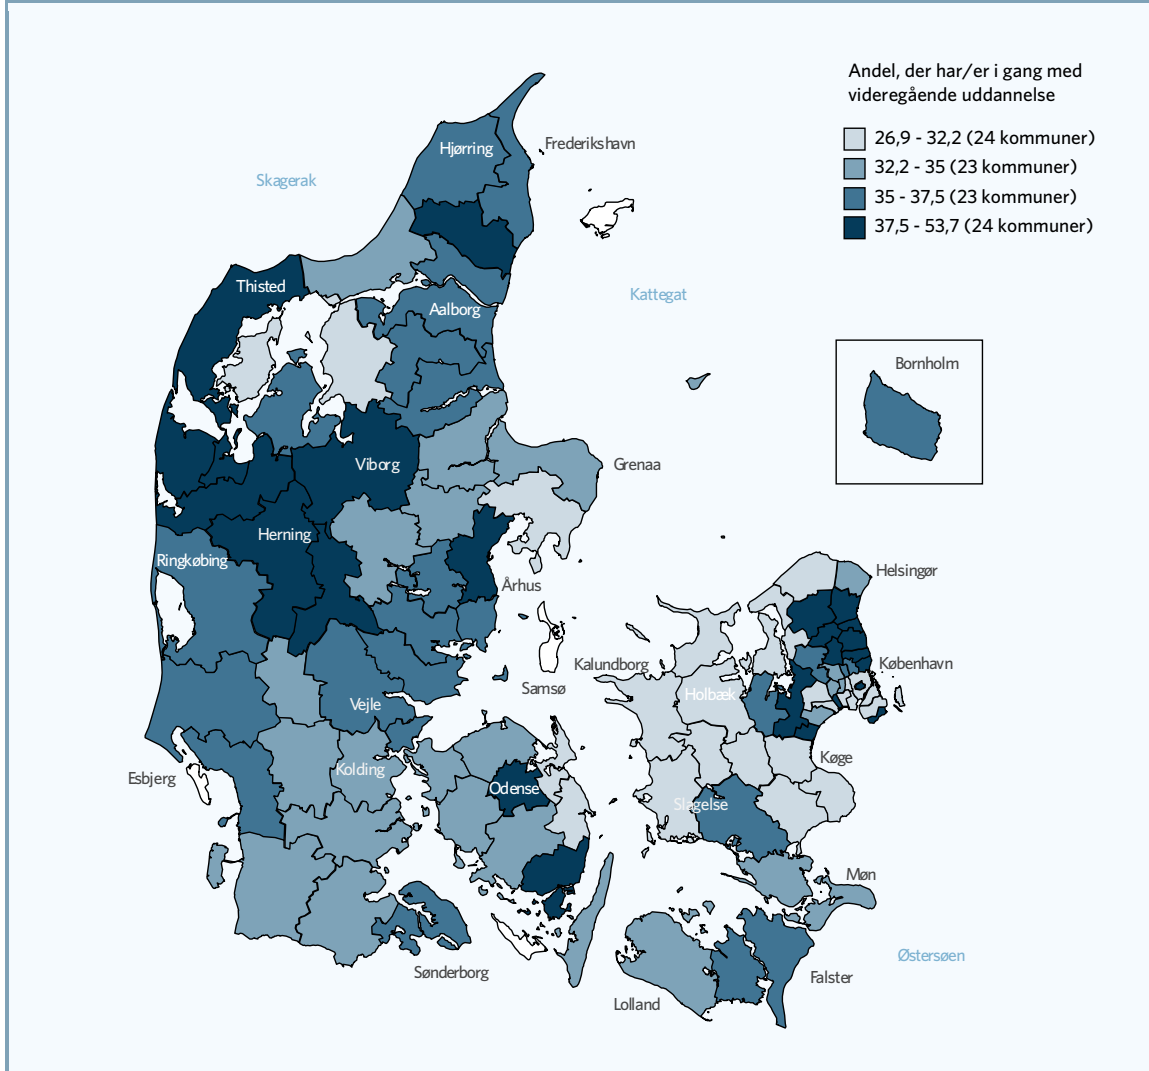 Andel, der har/er i gang med
videregående uddannelse
26,9 - 32,2 (24 kommuner)
32,2 - 35 (23 kommuner)
35 - 37,5 (23 kommuner)
37,5 - 53,7 (24 kommuner)
Hjørring
Frederikshavn
Skagerak
Thisted
Kattegat
Aalborg
Bornholm
Viborg
Grenaa
Herning
Ringkøbing
Helsingør
Århus
Kalundborg
København
Samsø
Holbæk
Vejle
Køge
Esbjerg
Kolding
Odense
Slagelse
Møn
Østersøen
Sønderborg
Falster
Lolland